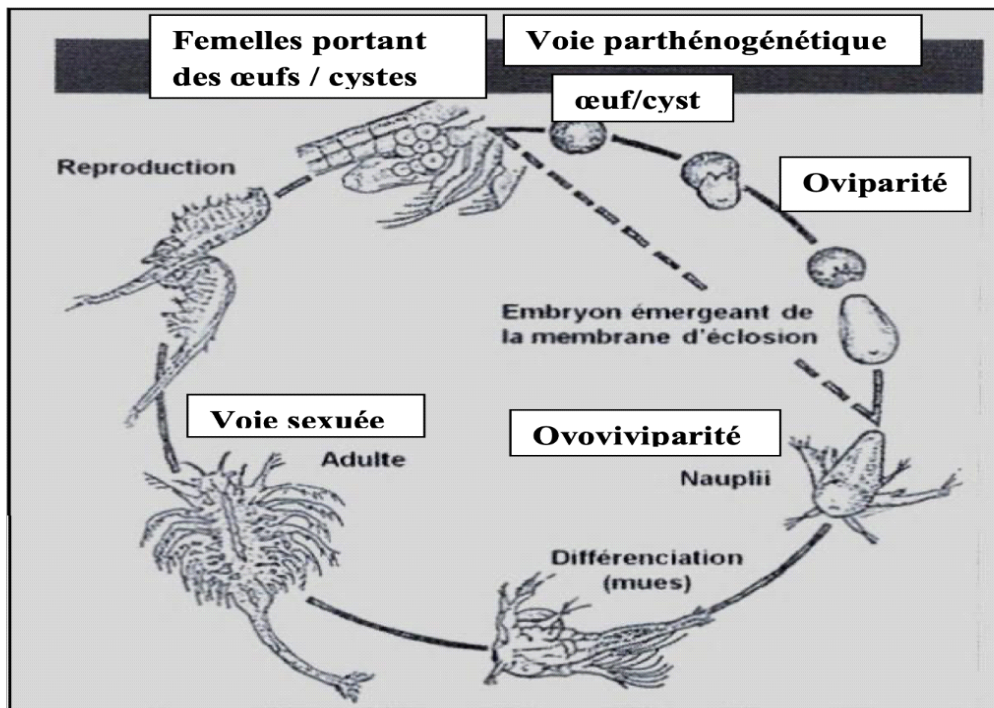 Femelles portant
des œufs / cystes
Voie parthénogénétique
œuf/cyst
Reproduction
Oviparité
Embryon émergeant de
la membrane d'éclosion
Voie sexuée
Adulte
Ovoviviparité
Nauplii
Différenciation
(mues)